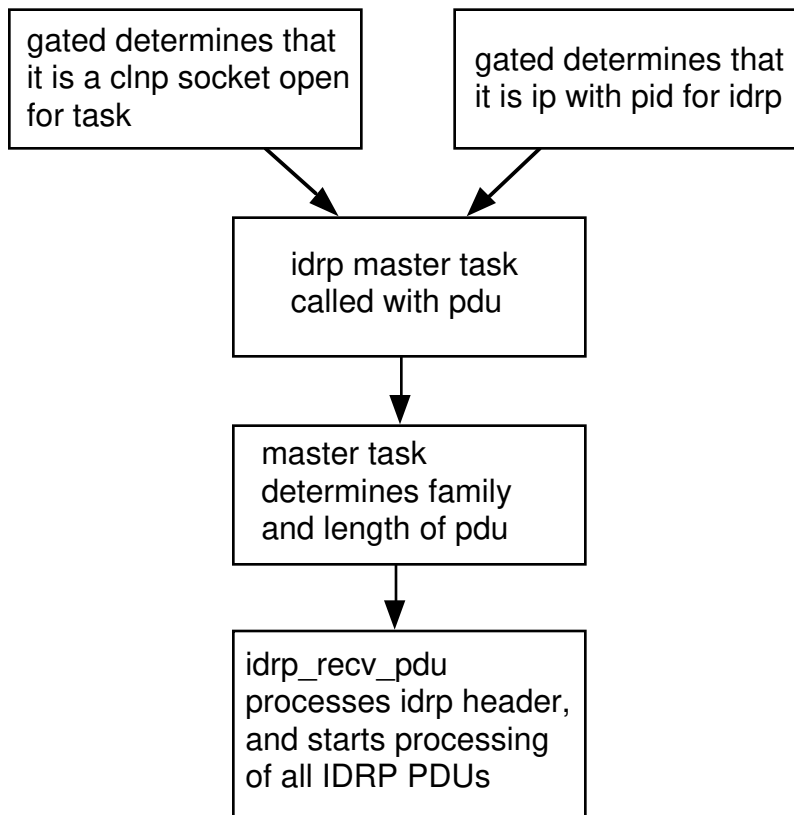 gated determines that
it is a clnp socket open
for task
gated determines that
it is ip with pid for idrp
idrp master task
called with pdu
master task
determines family
and length of pdu
idrp_recv_pdu
processes idrp header,
and starts processing
of all IDRP PDUs